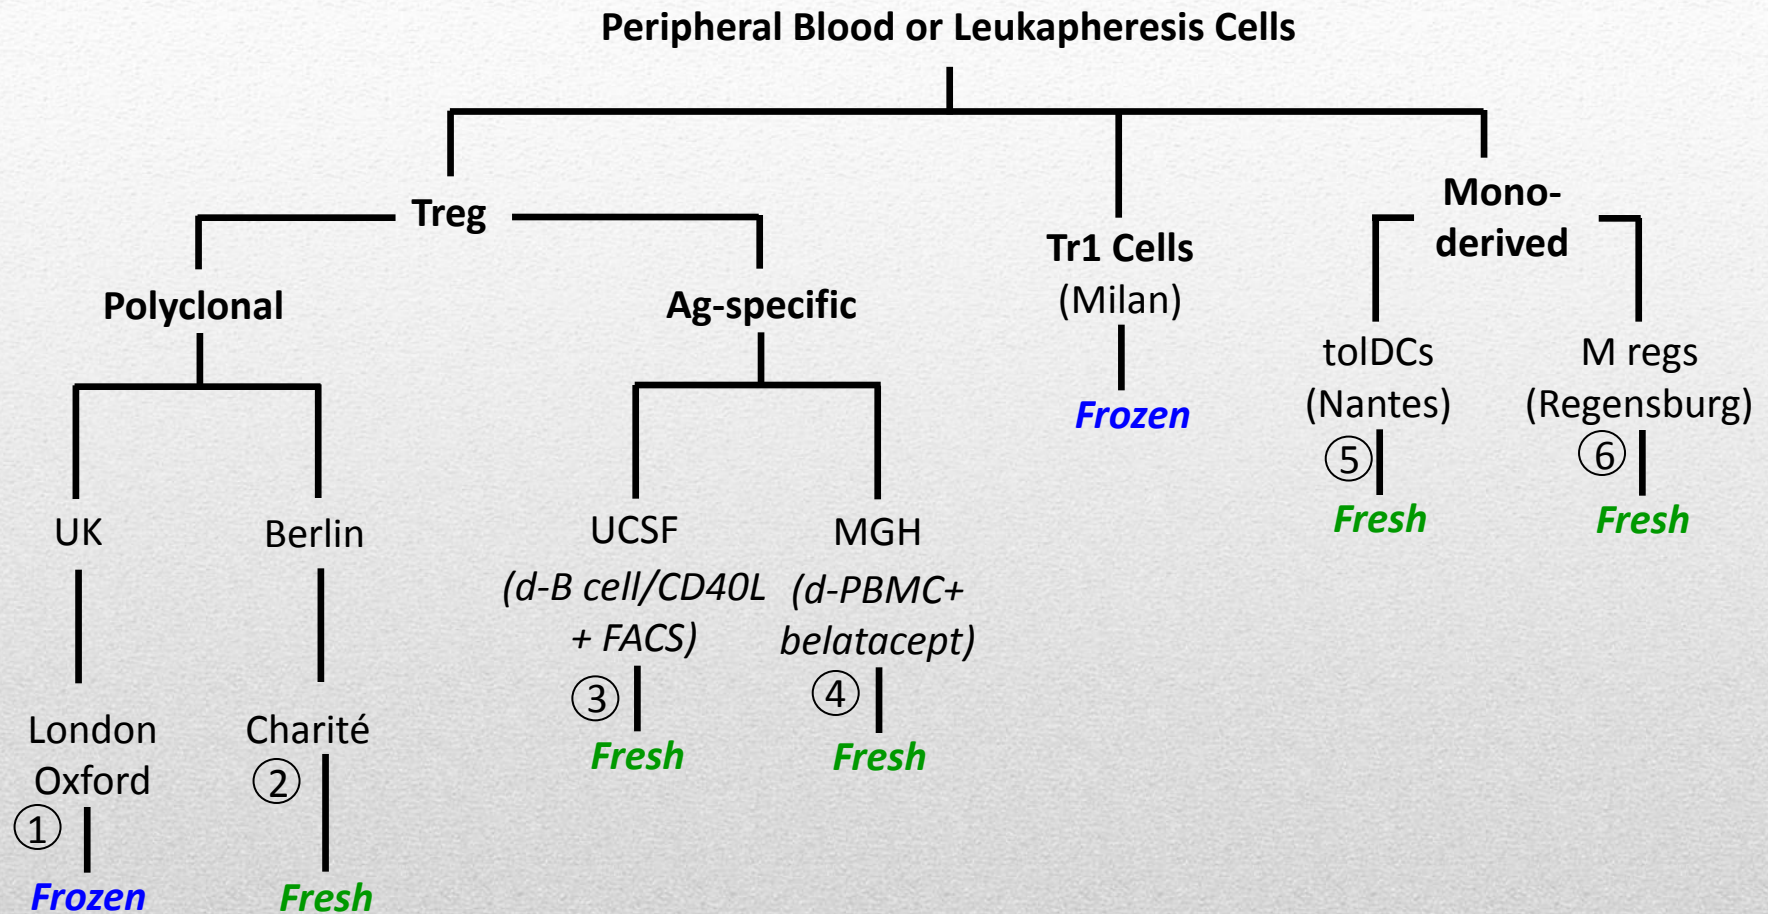 Peripheral Blood or Leukapheresis Cells
Treg
Polyclonal
UK
London
Oxford
①
Frozen
Berlin
Charité
②
Fresh
Ag-specific
UCSF
(d-B cell/CD40L
+ FACS)
③
Fresh
MGH
(d-PBMC+
belatacept)
④
Fresh
Tr1 Cells
(Milan)
Frozen
Mono-
derived
tolDCs
(Nantes)
⑤
Fresh
M regs
(Regensburg)
⑥
Fresh